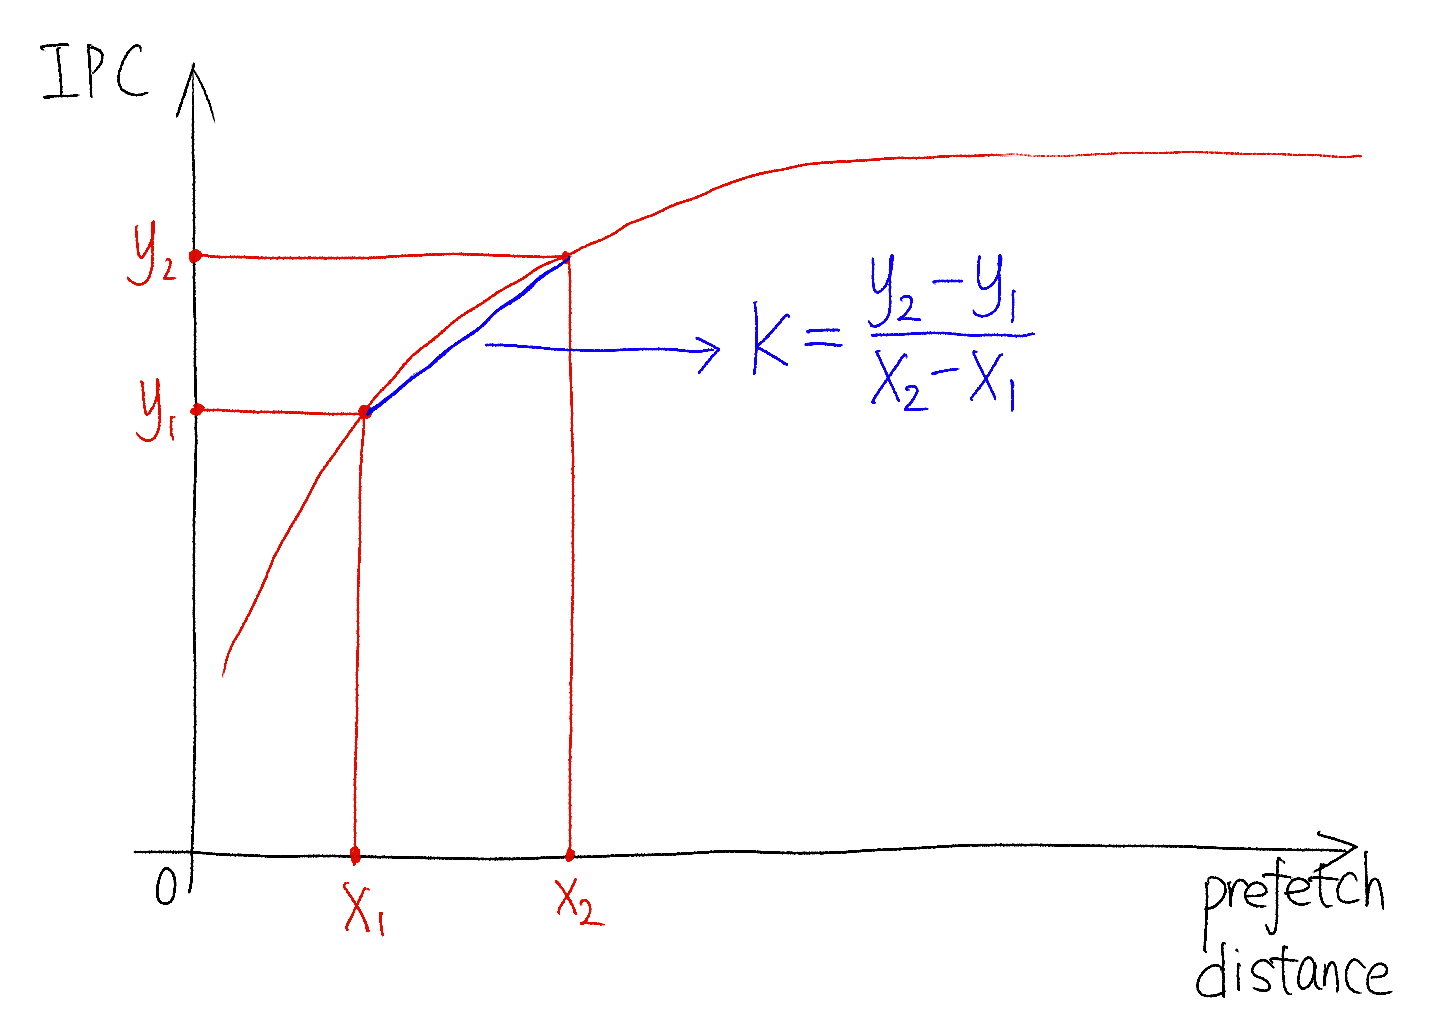 IPC
y₂
y₁
K = (y₂ - y₁) / (x₂ - x₁)
0
x₁
x₂
prefetch
distance